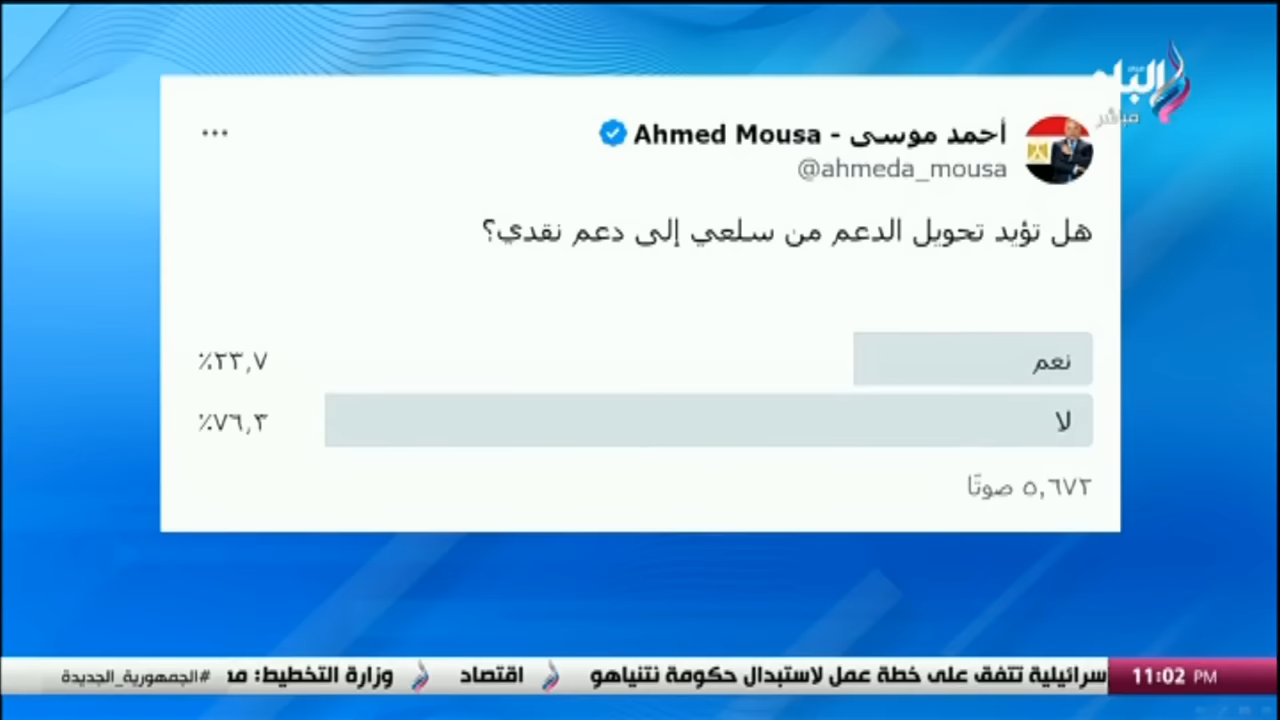 البلد
مباشر
أحمد موسى - Ahmed Mousa
@ahmeda_mousa
هل تؤيد تحويل الدعم من سلعي إلى دعم نقدي؟
نعم ٢٣,٧٪
لا ٧٦,٣٪
٥,٦٧٢ صوتًا
11:02 PM سرائيلية تتفق على خطة عمل لاستبدال حكومة نتنياهو اقتصاد وزارة التخطيط: مد #الجمهورية_الجديدة